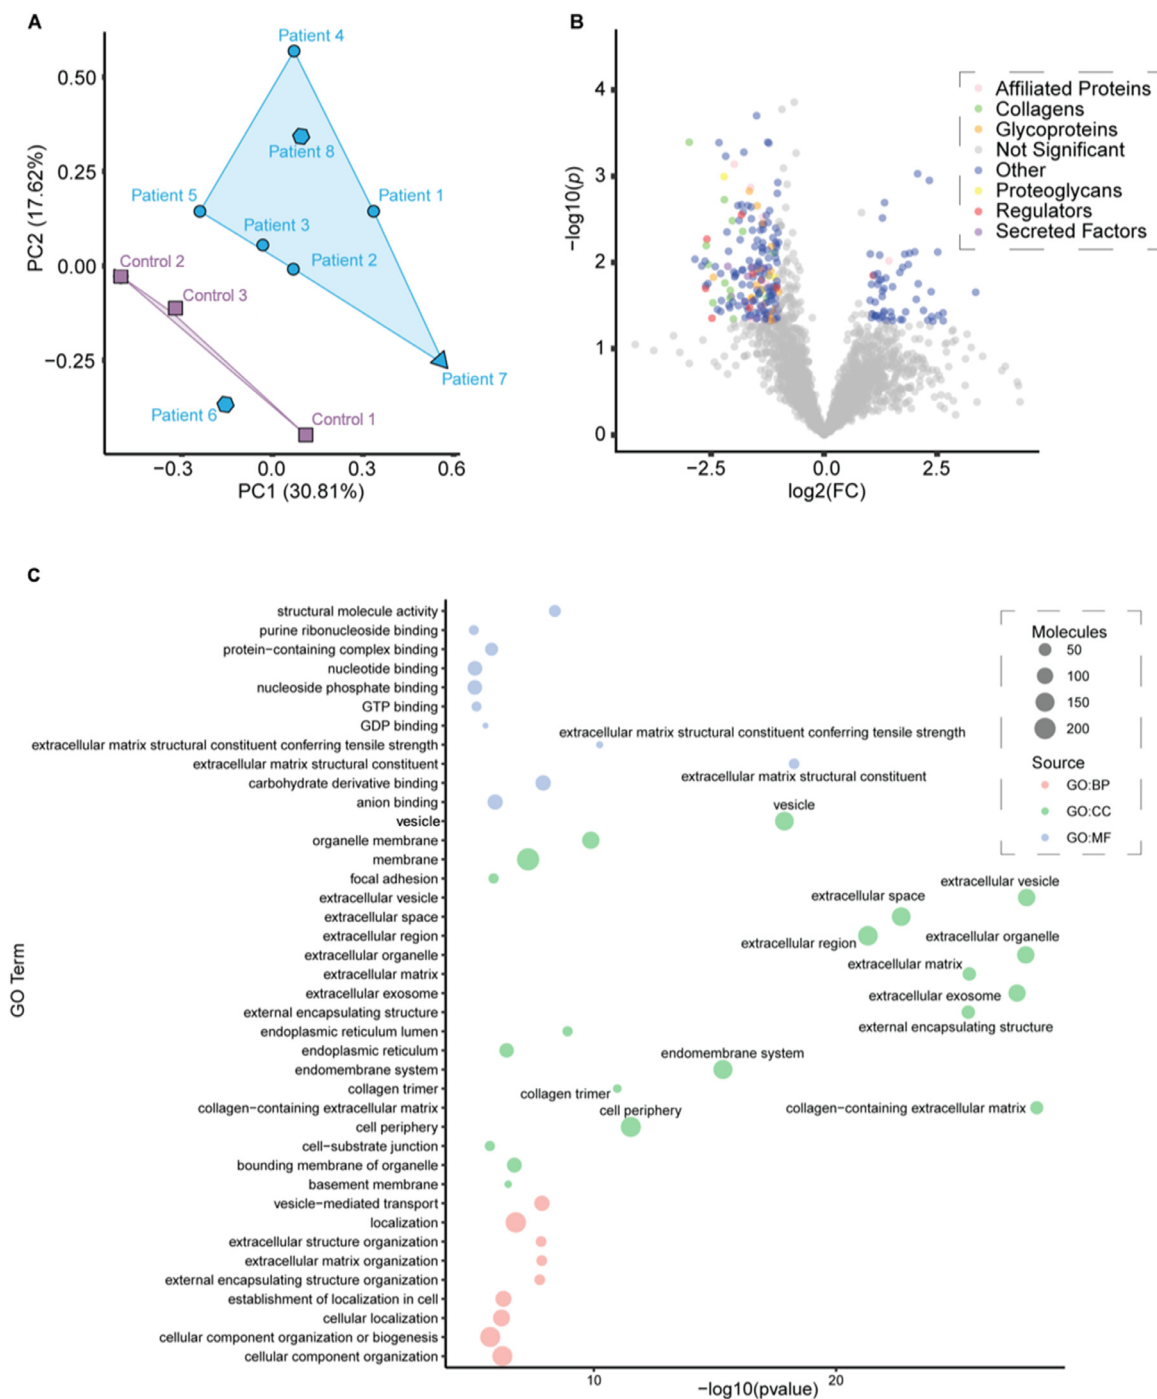 A
Patient 4
0.50
Patient 8
0.25
Patient 5
Patient 1
Patient 3
Patient 2
0.00
Control 2
Control 3
−0.25
Patient 7
Patient 6
Control 1
−0.3
0.0
0.3
0.6
PC1 (30.81%)
PC2 (17.62%)
B
4
3
2
1
0
−log10(p)
−2.5
0.0
2.5
log2(FC)
Affiliated Proteins
Collagens
Glycoproteins
Not Significant
Other
Proteoglycans
Regulators
Secreted Factors
C
structural molecule activity
purine ribonucleoside binding
protein−containing complex binding
nucleotide binding
nucleoside phosphate binding
GTP binding
GDP binding
extracellular matrix structural constituent conferring tensile strength
extracellular matrix structural constituent
carbohydrate derivative binding
anion binding
vesicle
organelle membrane
membrane
focal adhesion
extracellular vesicle
extracellular space
extracellular region
extracellular organelle
extracellular matrix
extracellular exosome
external encapsulating structure
endoplasmic reticulum lumen
endoplasmic reticulum
endomembrane system
collagen trimer
collagen−containing extracellular matrix
cell periphery
cell−substrate junction
bounding membrane of organelle
basement membrane
vesicle−mediated transport
localization
extracellular structure organization
extracellular matrix organization
external encapsulating structure organization
establishment of localization in cell
cellular localization
cellular component organization or biogenesis
cellular component organization
GO Term
extracellular matrix structural constituent conferring tensile strength
extracellular matrix structural constituent
vesicle
extracellular vesicle
extracellular space
extracellular region
extracellular organelle
extracellular matrix
extracellular exosome
external encapsulating structure
endomembrane system
collagen trimer
cell periphery
collagen−containing extracellular matrix
Molecules
50
100
150
200
Source
GO:BP
GO:CC
GO:MF
10
20
−log10(pvalue)